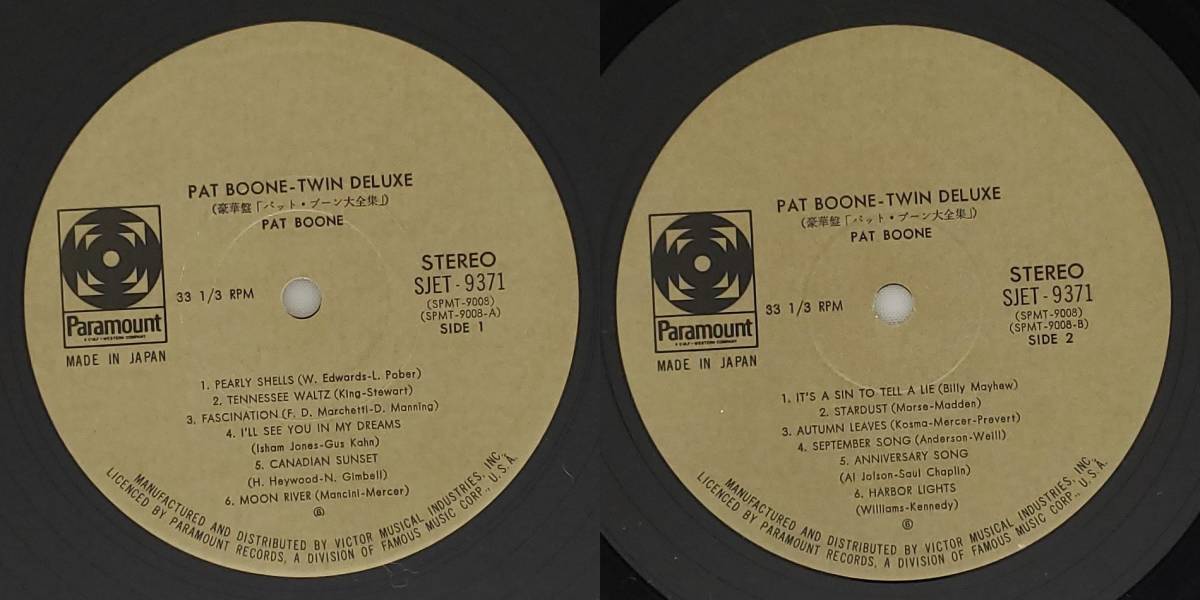 PAT BOONE-TWIN DELUXE
(豪華盤「パット・ブーン大全集」)
PAT BOONE
STEREO
SJET-9371
(SPMT-9008)
(SPMT-9008-A)
SIDE 1
33 1/3 RPM
Paramount
A GULF+WESTERN COMPANY
MADE IN JAPAN
1. PEARLY SHELLS (W. Edwards-L. Pober)
2. TENNESSEE WALTZ (King-Stewart)
3. FASCINATION (F. D. Marchetti-D. Manning)
4. I'LL SEE YOU IN MY DREAMS
(Isham Jones-Gus Kahn)
5. CANADIAN SUNSET
(H. Heywood-N. Gimbell)
6. MOON RIVER (Mancini-Mercer)
MANUFACTURED AND DISTRIBUTED BY VICTOR MUSICAL INDUSTRIES, INC.
LICENCED BY PARAMOUNT RECORDS, A DIVISION OF FAMOUS MUSIC CORP., U.S.A.
PAT BOONE-TWIN DELUXE
(豪華盤「パット・ブーン大全集」)
PAT BOONE
STEREO
SJET-9371
(SPMT-9008)
(SPMT-9008-B)
SIDE 2
33 1/3 RPM
Paramount
A GULF+WESTERN COMPANY
MADE IN JAPAN
1. IT'S A SIN TO TELL A LIE (Billy Mayhew)
2. STARDUST (Morse-Madden)
3. AUTUMN LEAVES (Kosma-Mercer-Prevert)
4. SEPTEMBER SONG (Anderson-Weill)
5. ANNIVERSARY SONG
(Al Jolson-Saul Chaplin)
6. HARBOR LIGHTS
(Williams-Kennedy)
MANUFACTURED AND DISTRIBUTED BY VICTOR MUSICAL INDUSTRIES, INC.
LICENCED BY PARAMOUNT RECORDS, A DIVISION OF FAMOUS MUSIC CORP., U.S.A.